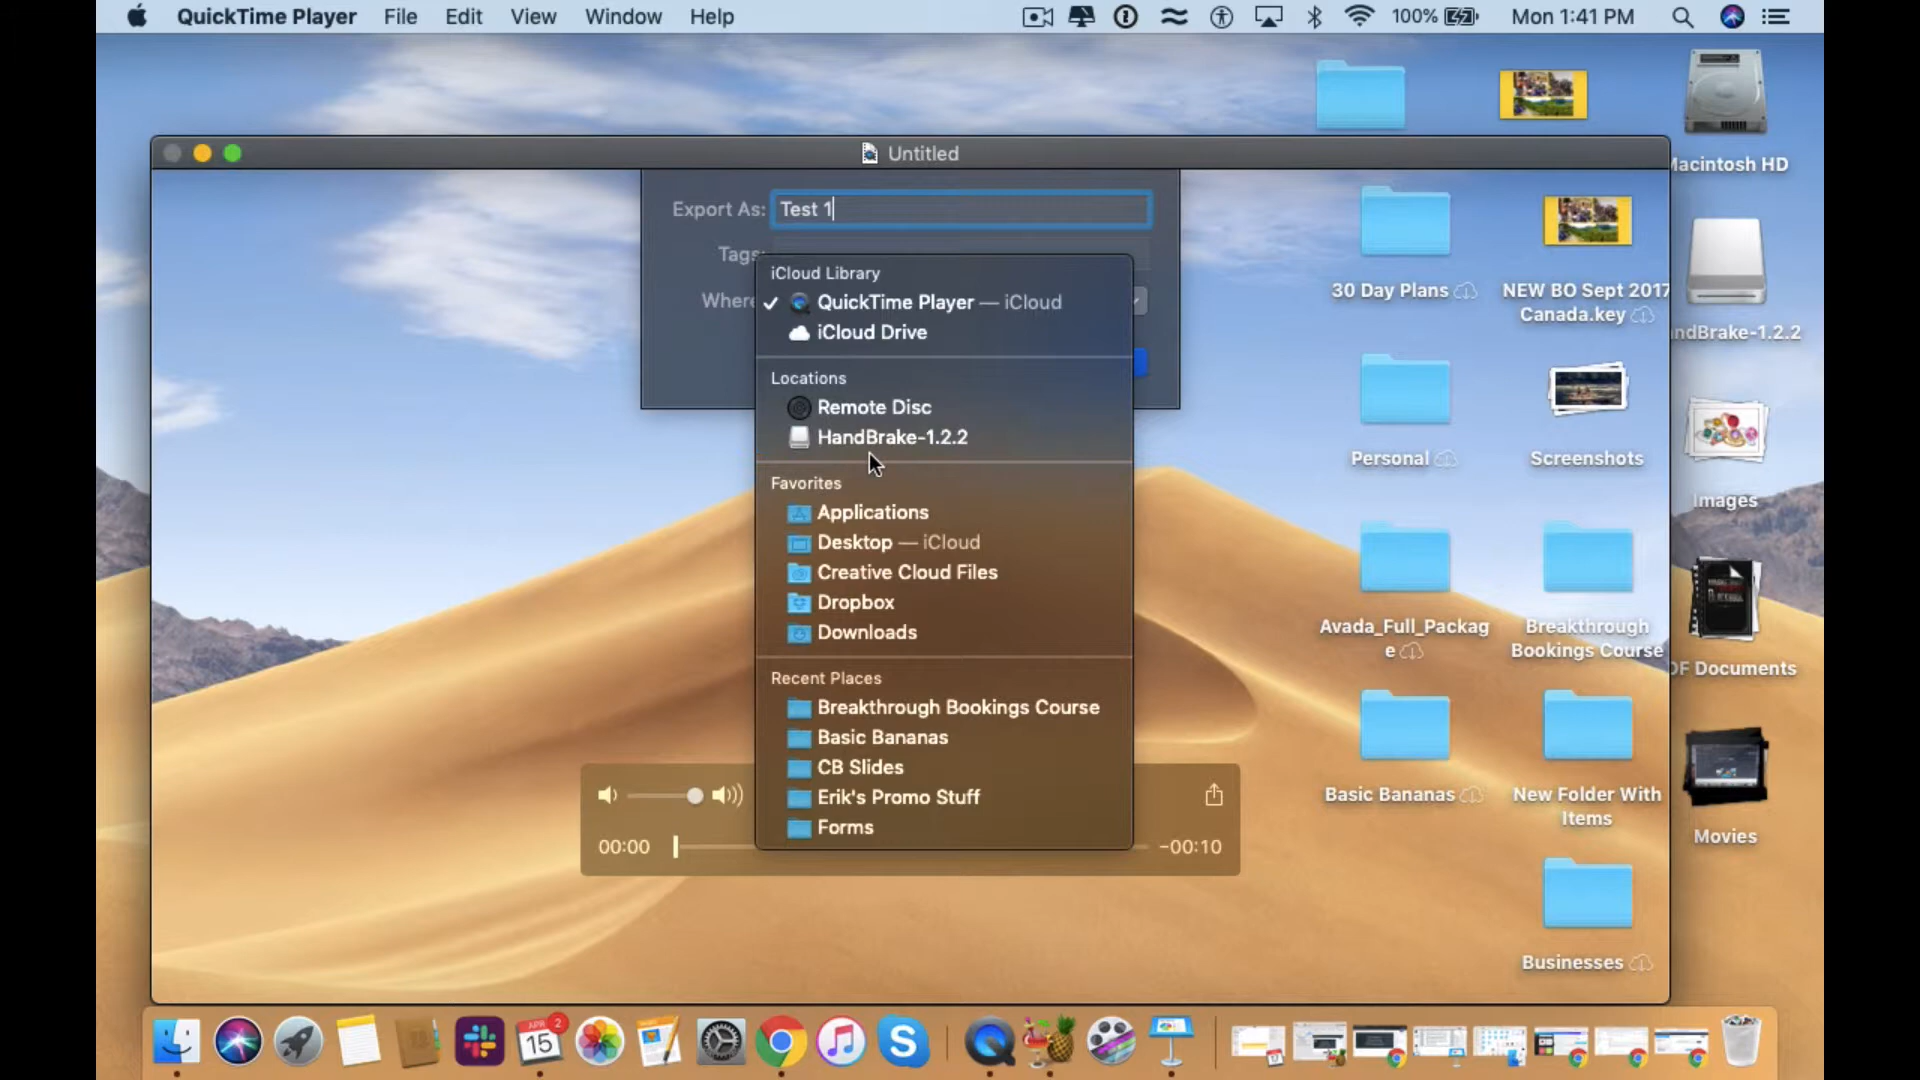 QuickTime Player File Edit View Window Help 100% Mon 1:41 PM
Untitled
Export As: Test 1
Tags:
Where
iCloud Library
✓ QuickTime Player — iCloud
iCloud Drive
Locations
Remote Disc
HandBrake-1.2.2
Favorites
Applications
Desktop — iCloud
Creative Cloud Files
Dropbox
Downloads
Recent Places
Breakthrough Bookings Course
Basic Bananas
CB Slides
Erik's Promo Stuff
Forms
00:00
-00:10
30 Day Plans
NEW BO Sept 2017
Canada.key
Personal
Screenshots
Avada_Full_Packag
e
Breakthrough
Bookings Course
Basic Bananas
New Folder With
Items
Businesses
Macintosh HD
ndBrake-1.2.2
Images
DF Documents
Movies
APR
15
2